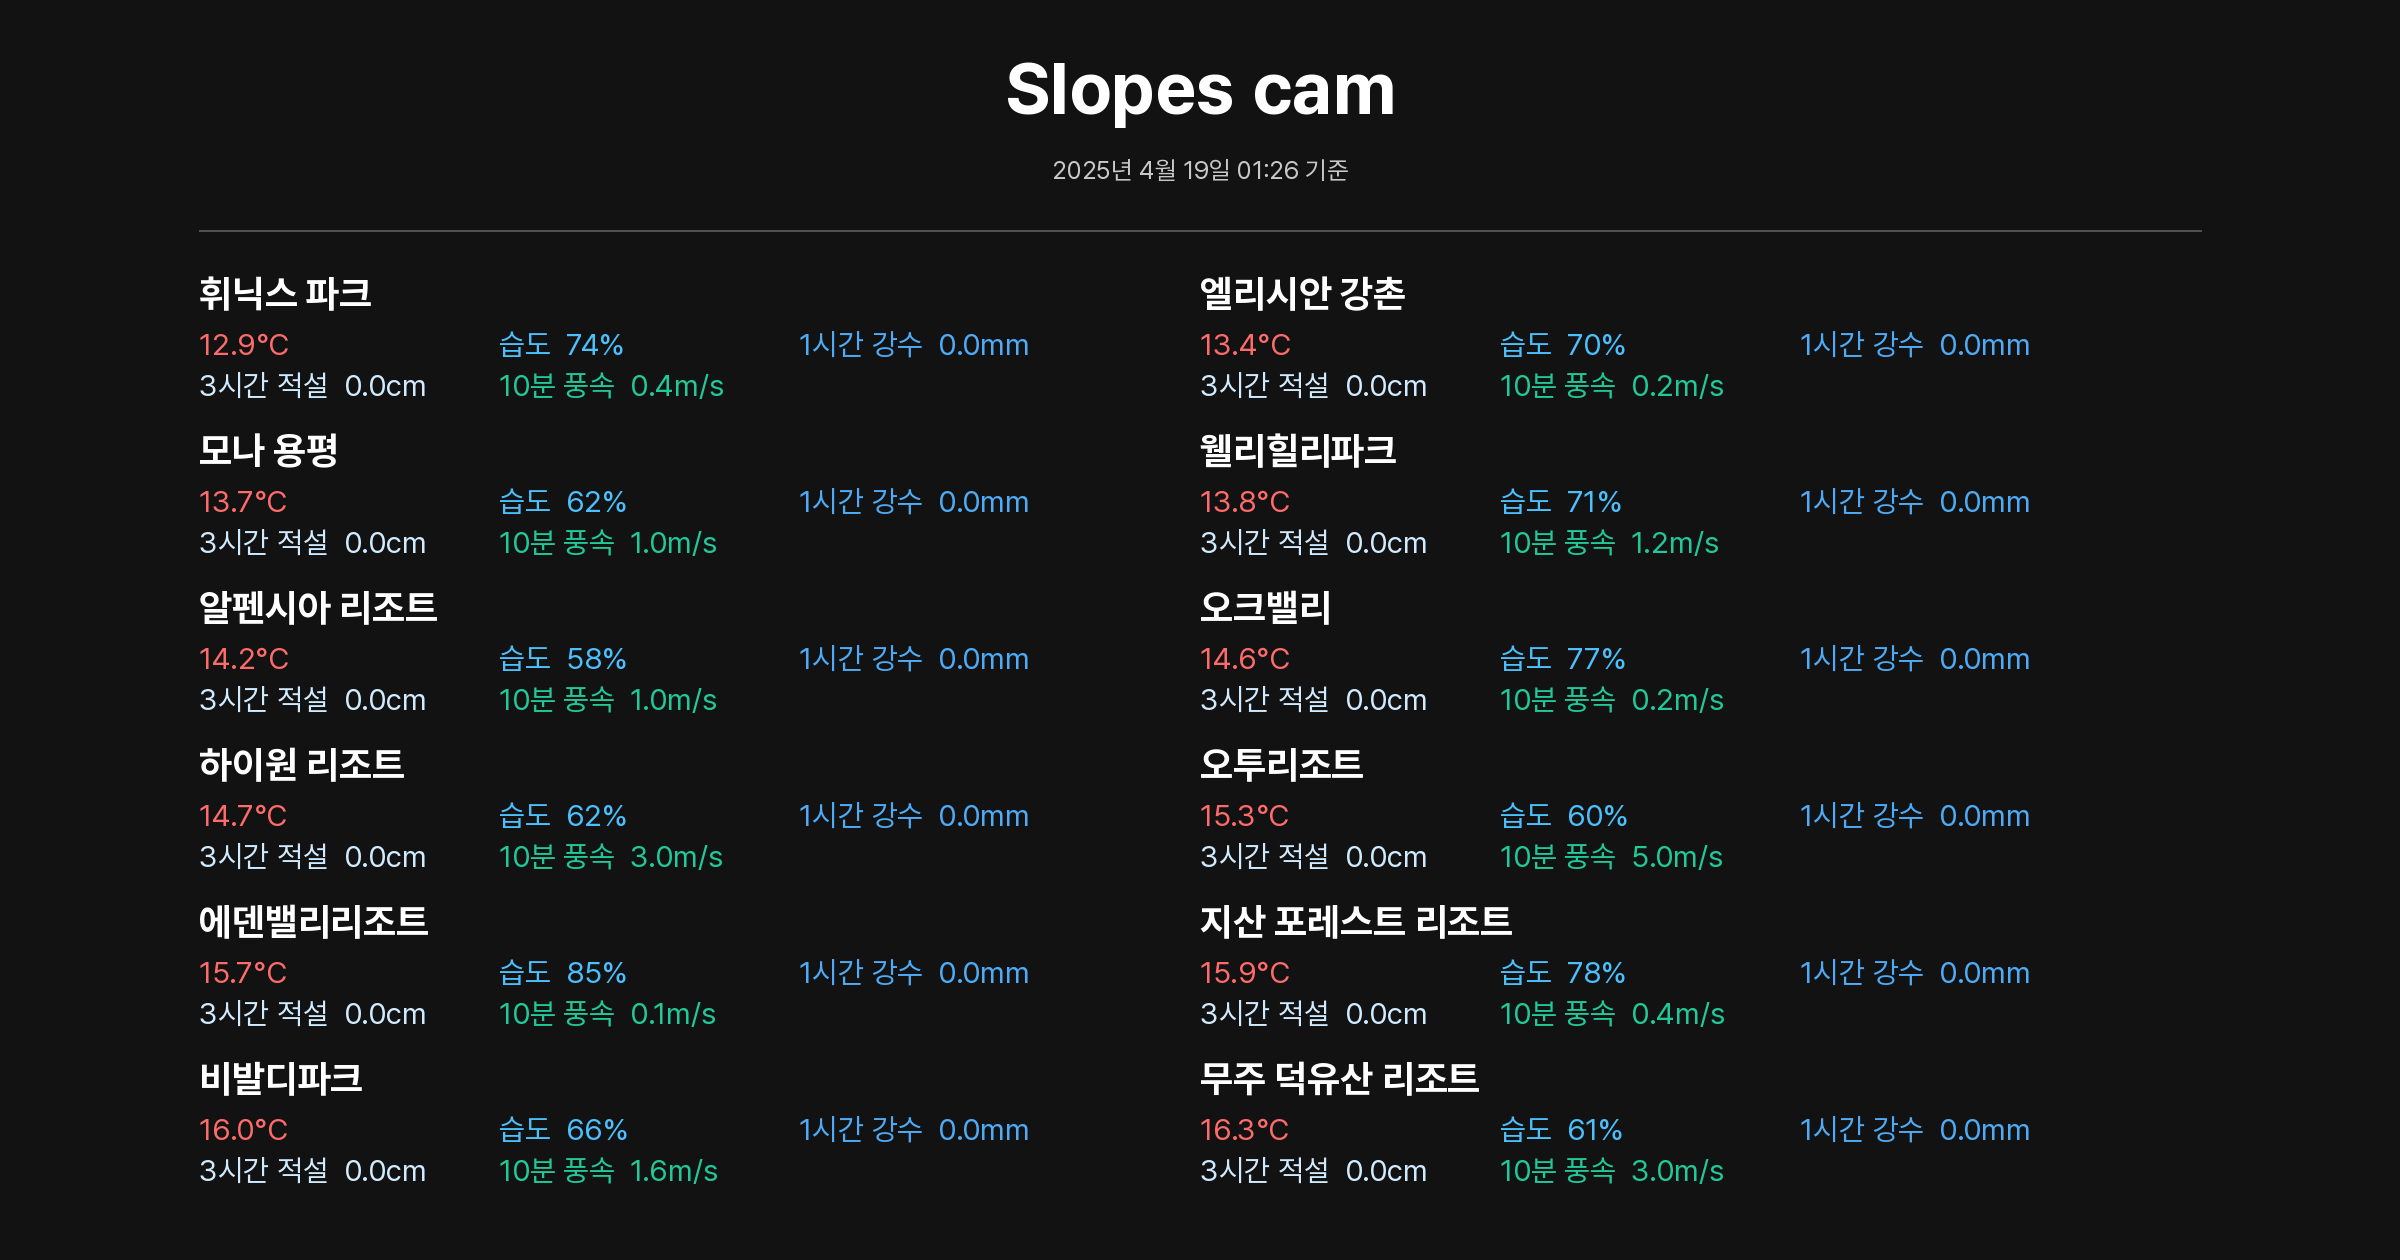 Slopes cam
2025년 4월 19일 01:26 기준
휘닉스 파크
12.9°C 습도 74% 1시간 강수 0.0mm
3시간 적설 0.0cm 10분 풍속 0.4m/s
엘리시안 강촌
13.4°C 습도 70% 1시간 강수 0.0mm
3시간 적설 0.0cm 10분 풍속 0.2m/s
모나 용평
13.7°C 습도 62% 1시간 강수 0.0mm
3시간 적설 0.0cm 10분 풍속 1.0m/s
웰리힐리파크
13.8°C 습도 71% 1시간 강수 0.0mm
3시간 적설 0.0cm 10분 풍속 1.2m/s
알펜시아 리조트
14.2°C 습도 58% 1시간 강수 0.0mm
3시간 적설 0.0cm 10분 풍속 1.0m/s
오크밸리
14.6°C 습도 77% 1시간 강수 0.0mm
3시간 적설 0.0cm 10분 풍속 0.2m/s
하이원 리조트
14.7°C 습도 62% 1시간 강수 0.0mm
3시간 적설 0.0cm 10분 풍속 3.0m/s
오투리조트
15.3°C 습도 60% 1시간 강수 0.0mm
3시간 적설 0.0cm 10분 풍속 5.0m/s
에덴밸리리조트
15.7°C 습도 85% 1시간 강수 0.0mm
3시간 적설 0.0cm 10분 풍속 0.1m/s
지산 포레스트 리조트
15.9°C 습도 78% 1시간 강수 0.0mm
3시간 적설 0.0cm 10분 풍속 0.4m/s
비발디파크
16.0°C 습도 66% 1시간 강수 0.0mm
3시간 적설 0.0cm 10분 풍속 1.6m/s
무주 덕유산 리조트
16.3°C 습도 61% 1시간 강수 0.0mm
3시간 적설 0.0cm 10분 풍속 3.0m/s